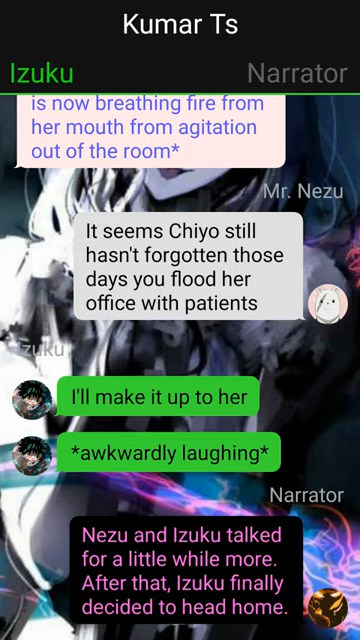 Kumar Ts
Izuku
Narrator
is now breathing fire from
her mouth from agitation
out of the room*
Mr. Nezu
It seems Chiyo still
hasn't forgotten those
days you flood her
office with patients
Izuku
I'll make it up to her
*awkwardly laughing*
Narrator
Nezu and Izuku talked
for a little while more.
After that, Izuku finally
decided to head home.